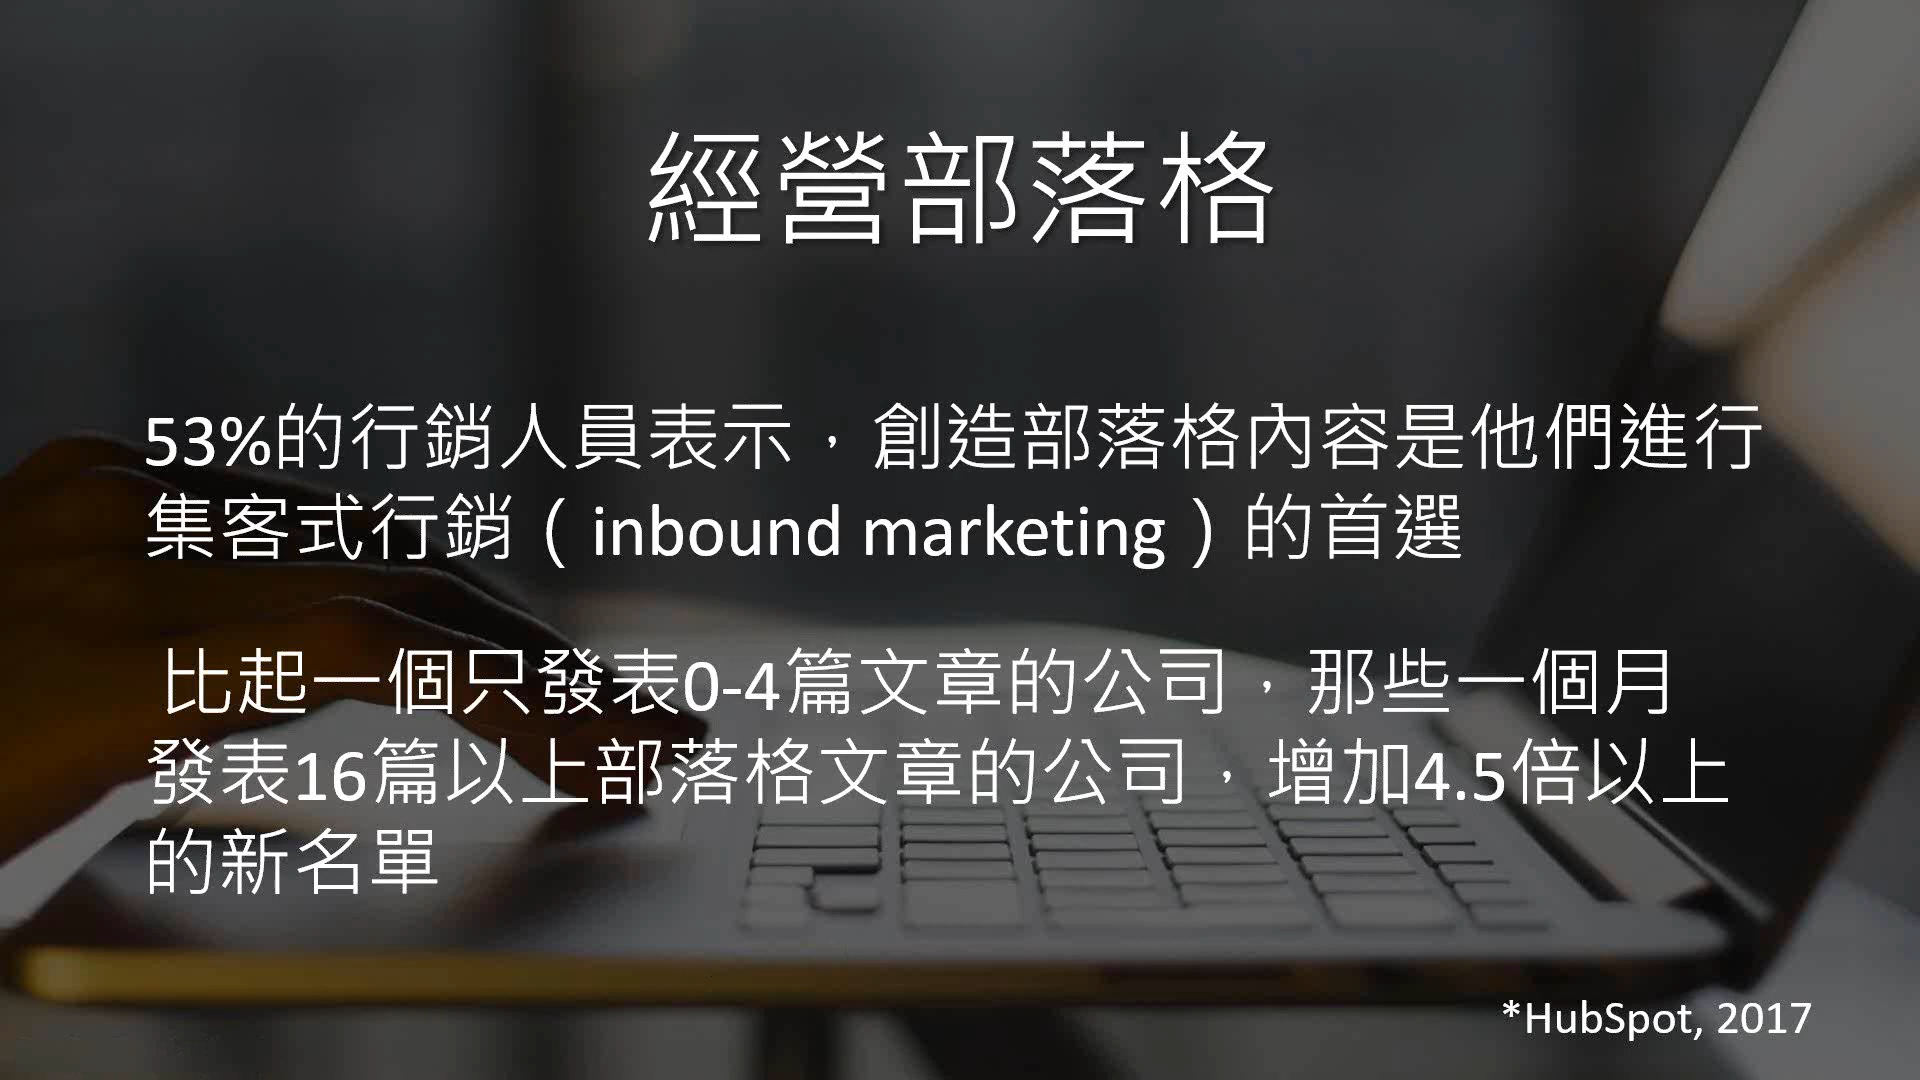 經營部落格
53%的行銷人員表示，創造部落格內容是他們進行
集客式行銷（inbound marketing）的首選
比起一個只發表0-4篇文章的公司，那些一個月
發表16篇以上部落格文章的公司，增加4.5倍以上
的新名單
*HubSpot, 2017